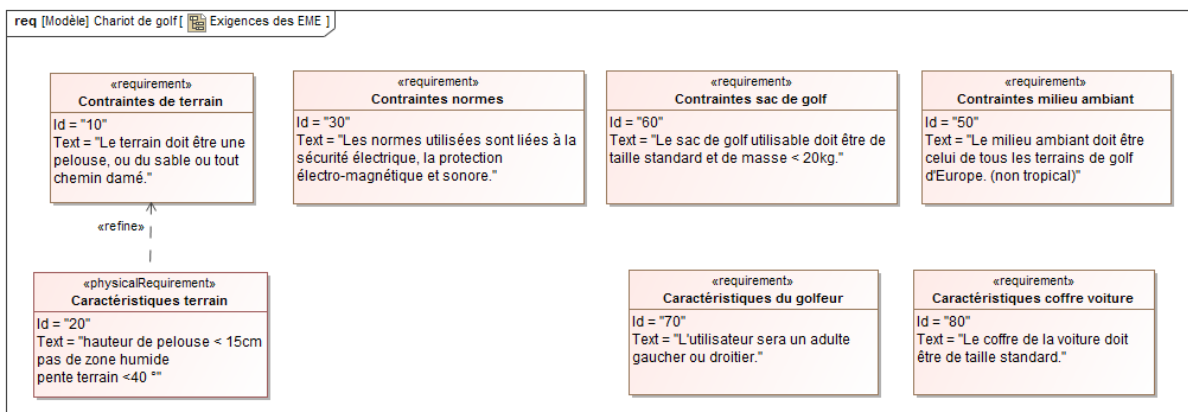 req [Modèle] Chariot de golf [ Exigences des EME ]
«requirement»
Contraintes de terrain
Id = "10"
Text = "Le terrain doit être une
pelouse, ou du sable ou tout
chemin damé."
«requirement»
Contraintes normes
Id = "30"
Text = "Les normes utilisées sont liées à la
sécurité électrique, la protection
électro-magnétique et sonore."
«requirement»
Contraintes sac de golf
Id = "60"
Text = "Le sac de golf utilisable doit être de
taille standard et de masse < 20kg."
«requirement»
Contraintes milieu ambiant
Id = "50"
Text = "Le milieu ambiant doit être
celui de tous les terrains de golf
d'Europe. (non tropical)"
«refine»
«physicalRequirement»
Caractéristiques terrain
Id = "20"
Text = "hauteur de pelouse < 15cm
pas de zone humide
pente terrain <40 °"
«requirement»
Caractéristiques du golfeur
Id = "70"
Text = "L'utilisateur sera un adulte
gaucher ou droitier."
«requirement»
Caractéristiques coffre voiture
Id = "80"
Text = "Le coffre de la voiture doit
être de taille standard."